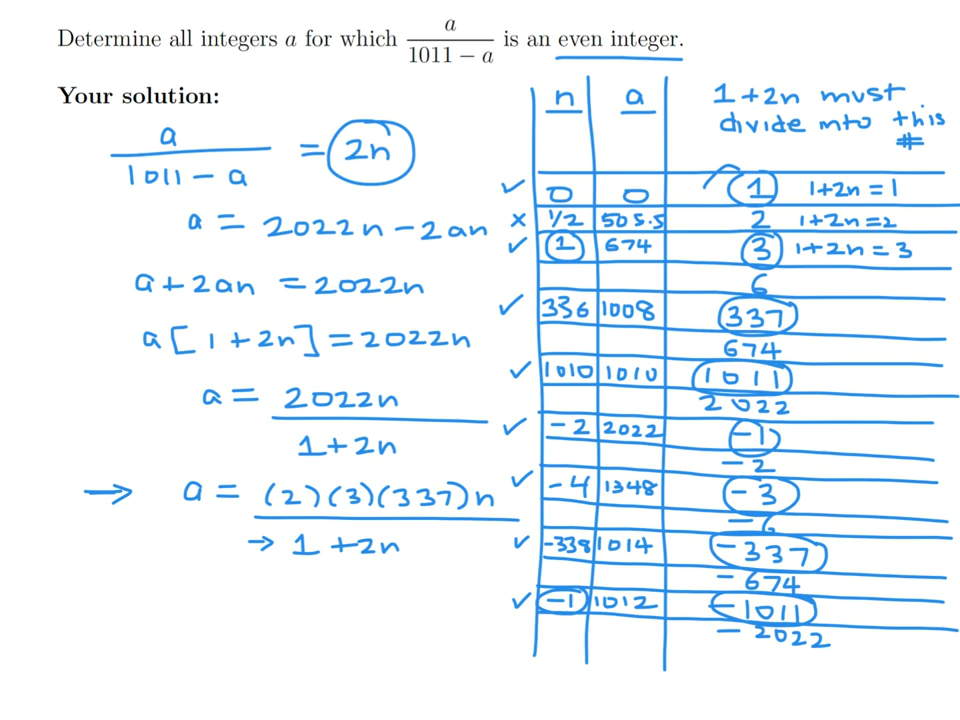 Determine all integers a for which a/(1011 − a) is an even integer.
Your solution:
a/(1011 - a) = 2n
a = 2022n - 2an
a + 2an = 2022n
a [1 + 2n] = 2022n
a = 2022n/(1 + 2n)
→ a = (2)(3)(337)n/(→ 1 + 2n)
n a 1+2n must
divide into this
#
✓ 0 0 1 1+2n = 1
x 1/2 505.5 2 1+2n = 2
✓ 1 674 3 1+2n = 3
6
✓ 336 1008 337
674
✓ 1010 1010 1011
2022
✓ -2 2022 -1
-2
✓ -4 1348 -3
-6
✓ -338 1014 -337
-674
✓ -1 1012 -1011
-2022